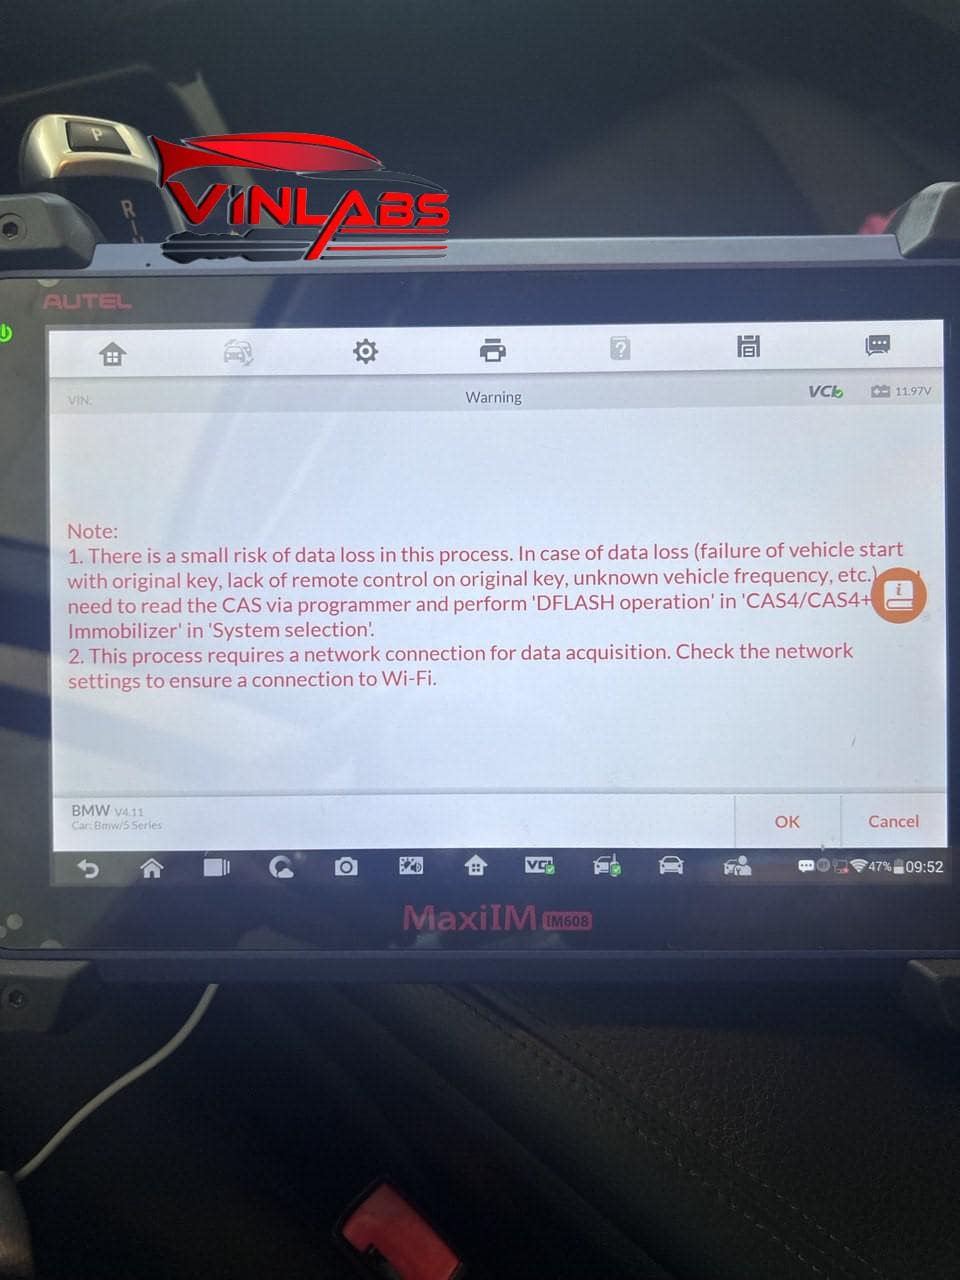 P
R
VINLABS
AUTEL
VIN:
Warning
VCI
11.97V
Note:
1. There is a small risk of data loss in this process. In case of data loss (failure of vehicle start
with original key, lack of remote control on original key, unknown vehicle frequency, etc.)
need to read the CAS via programmer and perform 'DFLASH operation' in 'CAS4/CAS4+
Immobilizer' in 'System selection'.
2. This process requires a network connection for data acquisition. Check the network
settings to ensure a connection to Wi-Fi.
BMW V4.11
Car: Bmw/5 Series
OK
Cancel
VCI
47%
09:52
MaxiIM IM608